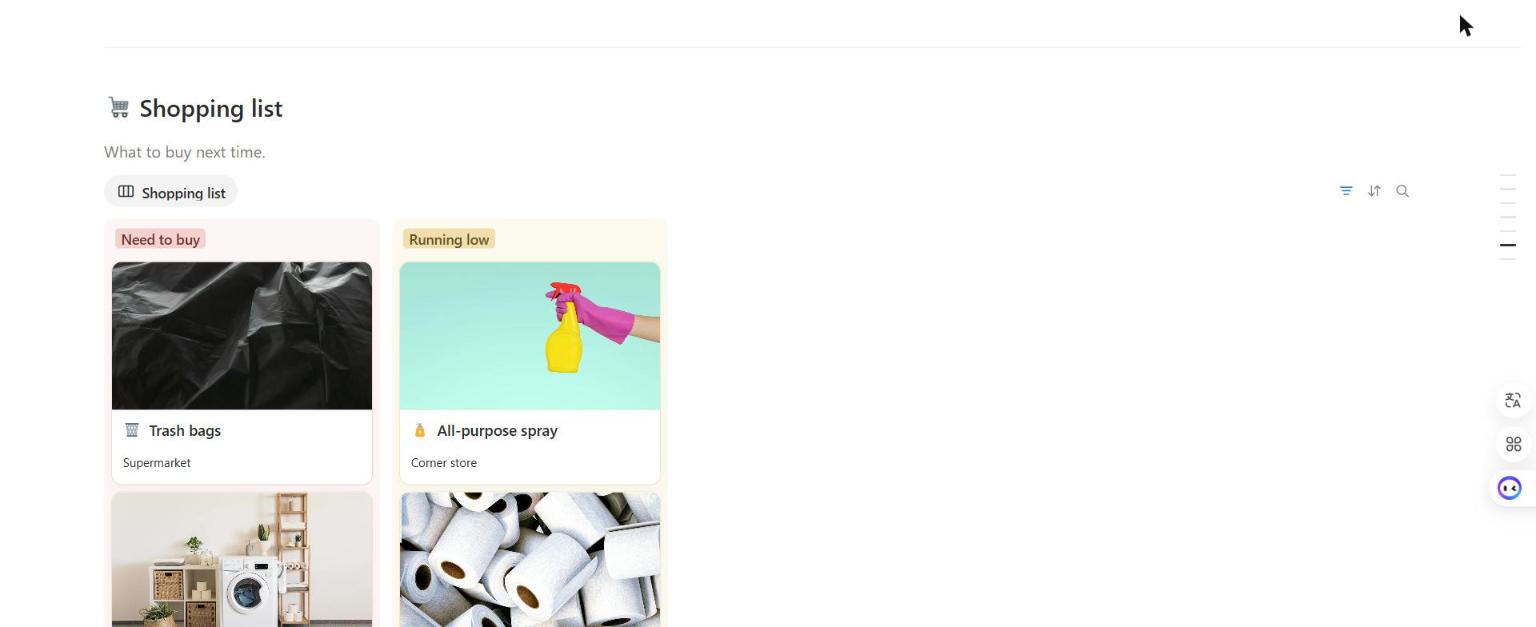 Shopping list
What to buy next time.
Shopping list
Need to buy
Running low
Trash bags
Supermarket
All-purpose spray
Corner store